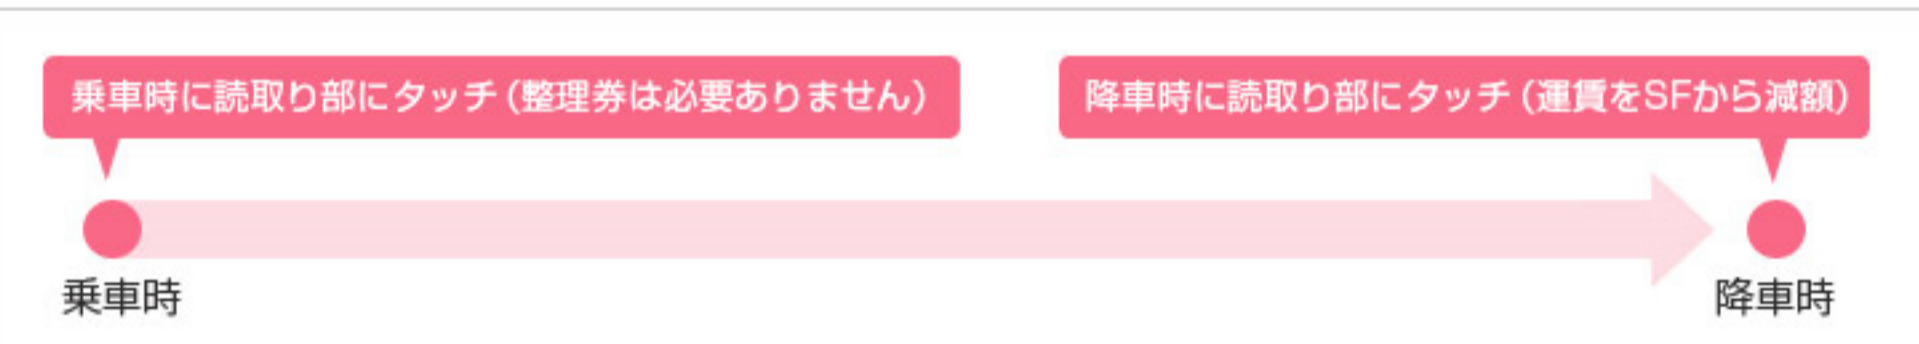 乗車時に読取り部にタッチ(整理券は必要ありません)
降車時に読取り部にタッチ(運賃をSFから減額)
乗車時
降車時